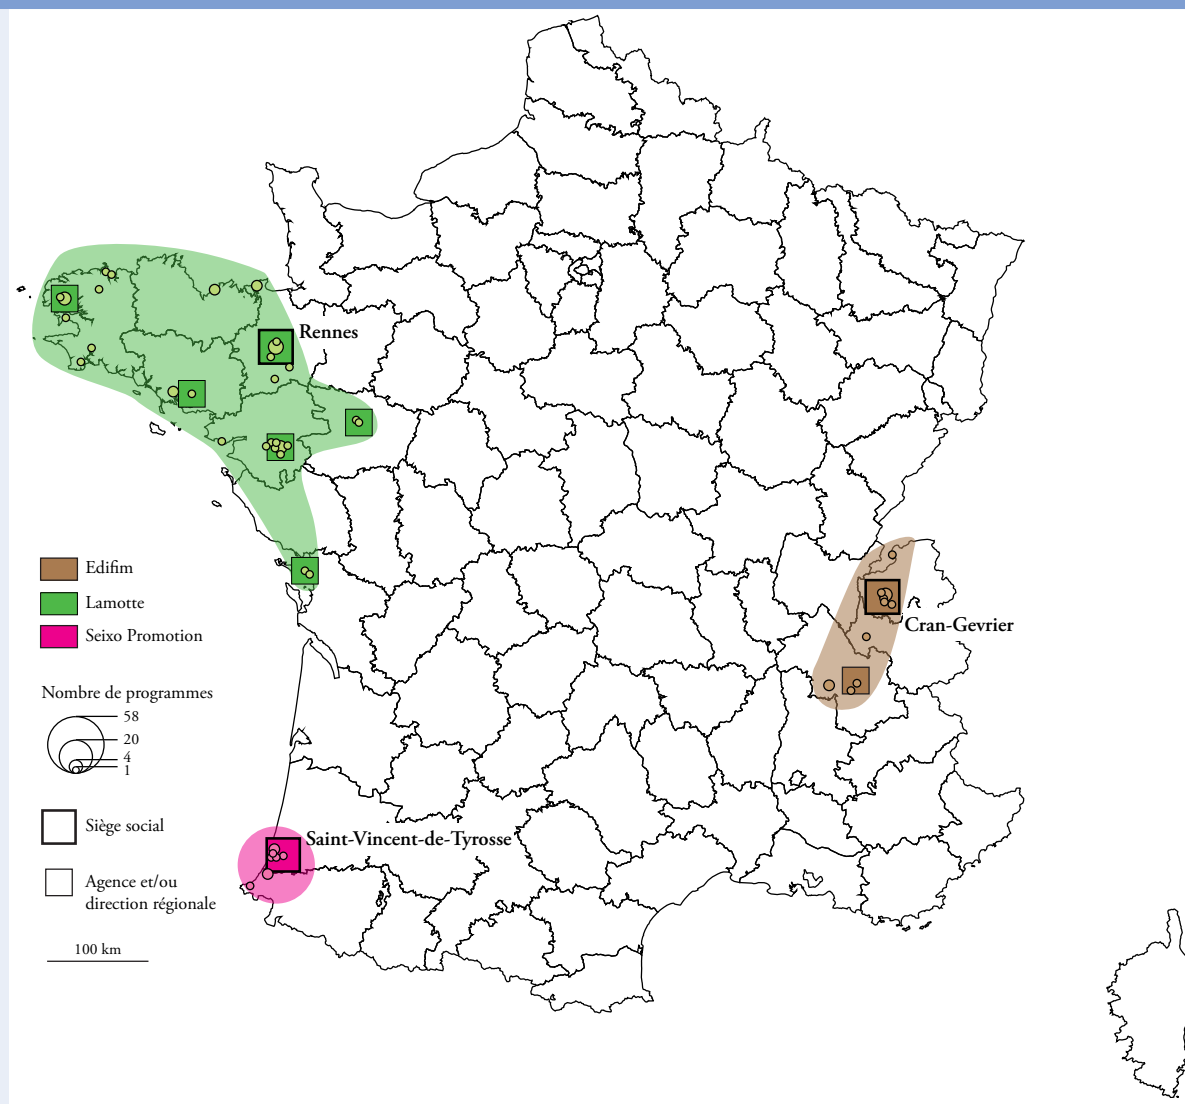 Rennes
Edifim
Lamotte
Seixo Promotion
Cran-Gevrier
Nombre de programmes
58
20
4
1
Siège social
Saint-Vincent-de-Tyrosse
Agence et/ou
direction régionale
100 km